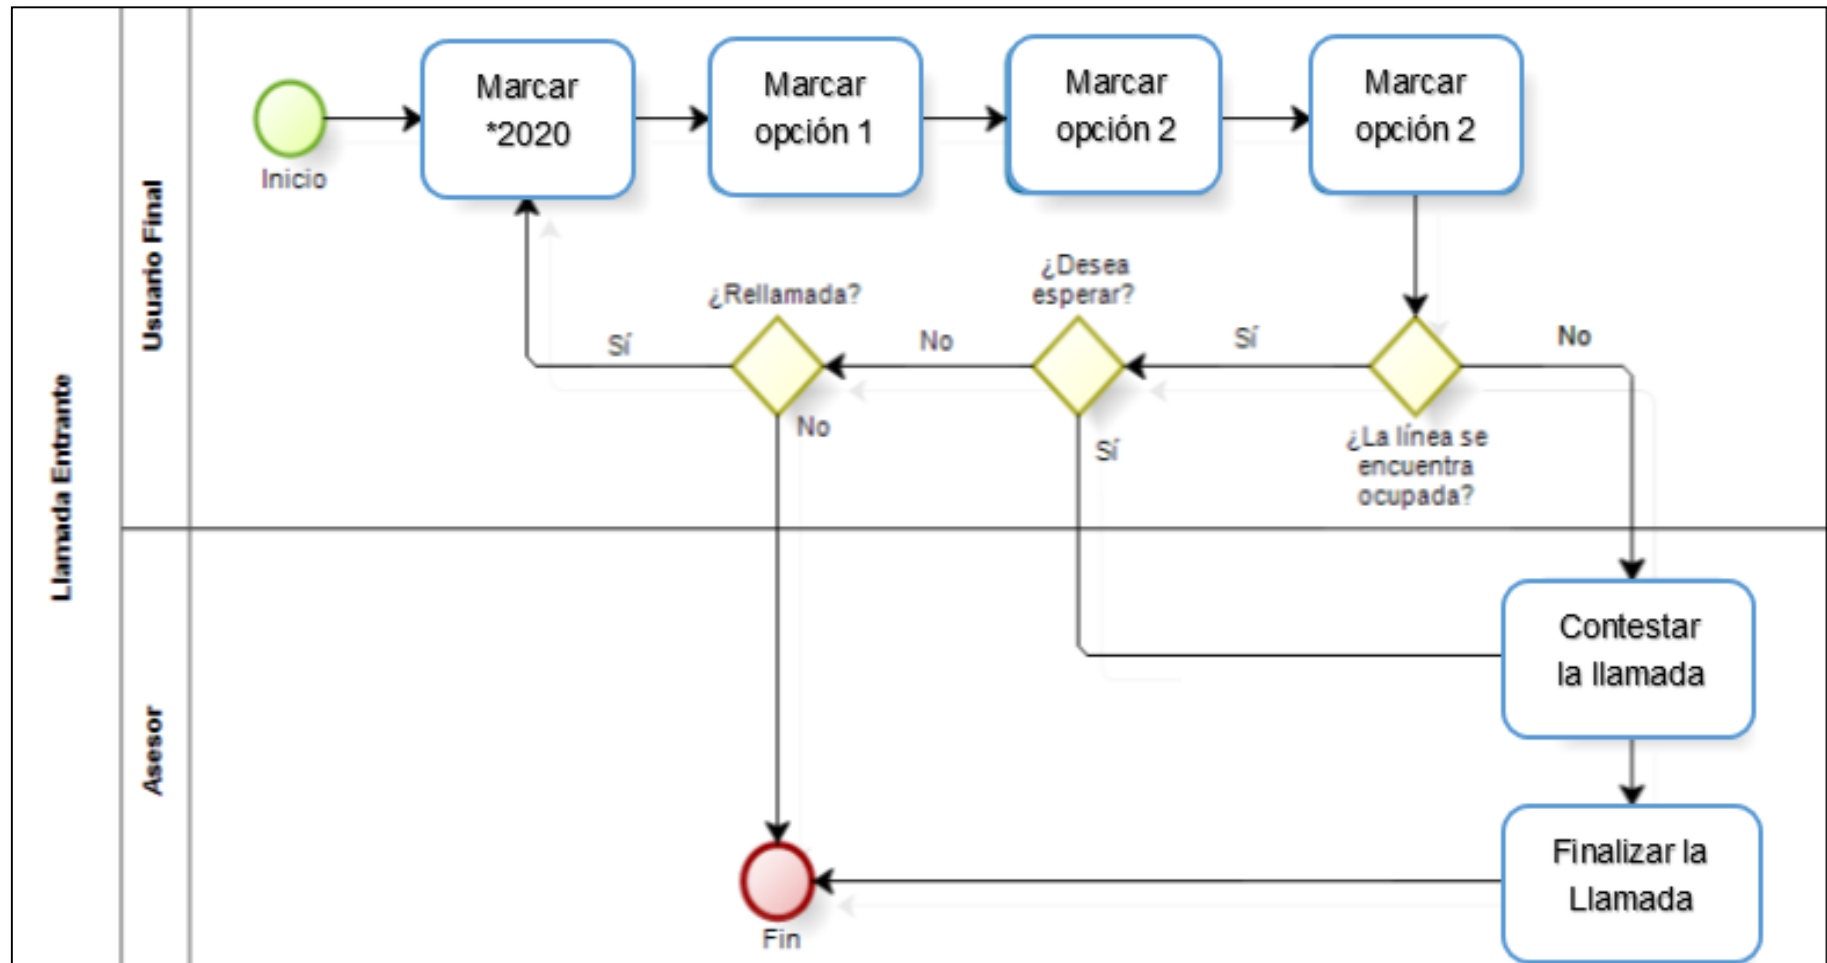 Llamada Entrante
Usuario Final
Inicio
Marcar
*2020
Marcar
opción 1
Marcar
opción 2
Marcar
opción 2
¿Rellamada?
Sí
No
¿Desea
esperar?
No
Sí
Sí
No
¿La línea se
encuentra
ocupada?
Asesor
Contestar
la llamada
Finalizar la
Llamada
Fin